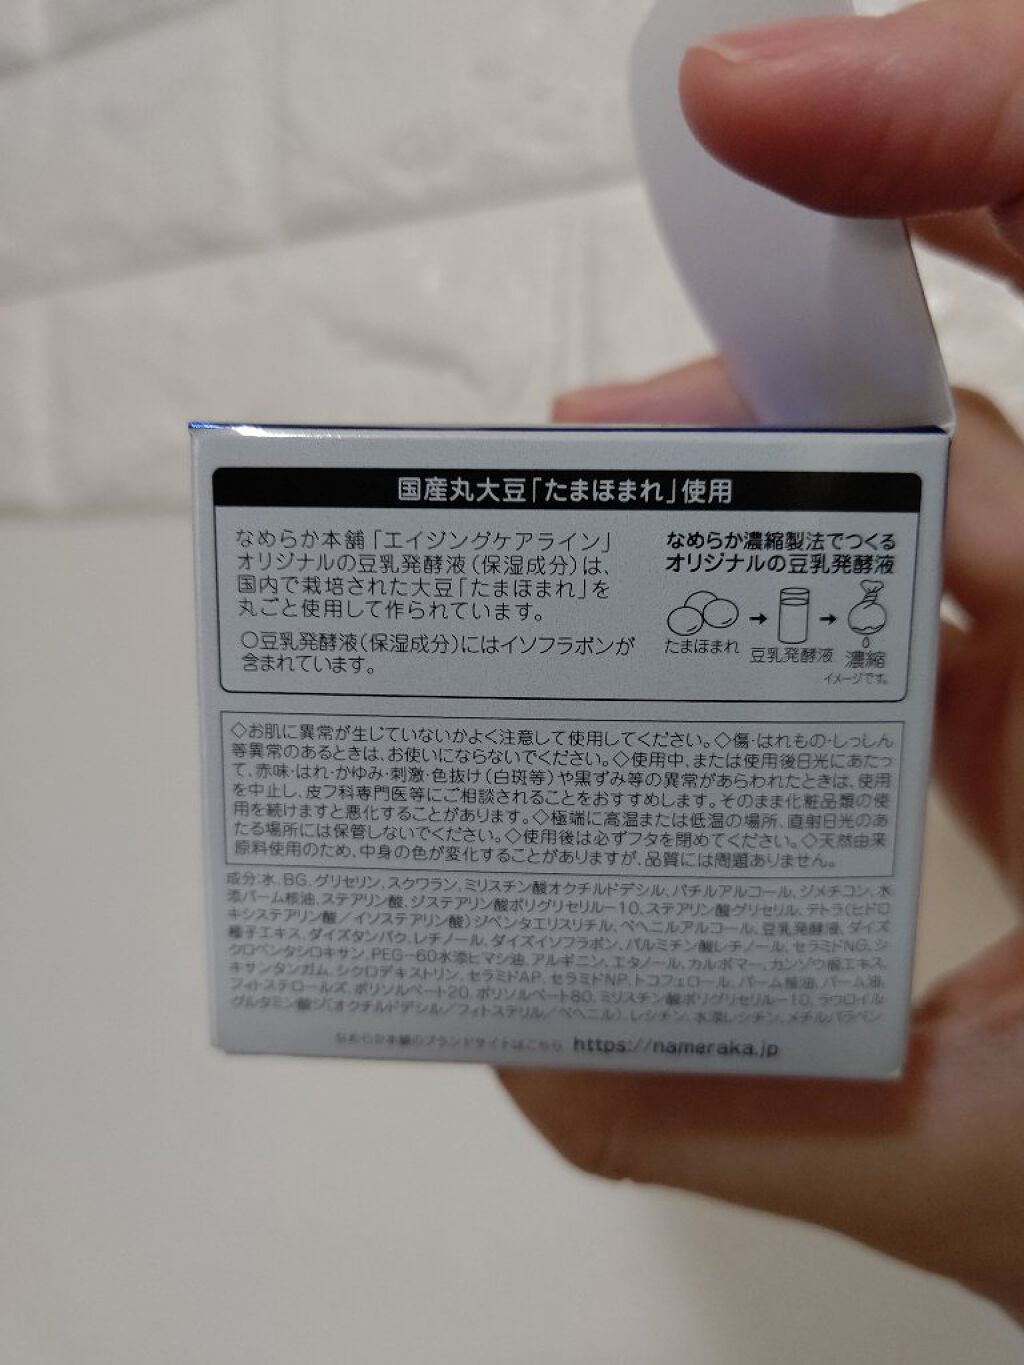 国産丸大豆「たまほまれ」使用
なめらか本舗「エイジングケアライン」
オリジナルの豆乳発酵液(保湿成分)は、
国内で栽培された大豆「たまほまれ」を
丸ごと使用して作られています。
○豆乳発酵液(保湿成分)にはイソフラボンが
含まれています。
なめらか濃縮製法でつくる
オリジナルの豆乳発酵液
たまほまれ
豆乳発酵液
濃縮
イメージです。
◇お肌に異常が生じていないかよく注意して使用してください。◇傷・はれもの・しっしん
等異常のあるときは、お使いにならないでください。◇使用中、または使用後日光にあたっ
て、赤味・はれ・かゆみ・刺激・色抜け(白斑等)や黒ずみ等の異常があらわれたときは、使用
を中止し、皮フ科専門医等にご相談されることをおすすめします。そのまま化粧品類の使
用を続けますと悪化することがあります。◇極端に高温または低温の場所、直射日光のあ
たる場所には保管しないでください。◇使用後は必ずフタを閉めてください。◇天然由来
原料使用のため、中身の色が変化することがありますが、品質には問題ありません。
成分:水、BG、グリセリン、スクワラン、ミリスチン酸オクチルドデシル、バチルアルコール、ジメチコン、水
添パーム核油、ステアリン酸、ジステアリン酸ポリグリセリル－10、ステアリン酸グリセリル、テトラ(ヒドロ
キシステアリン酸/イソステアリン酸)ジペンタエリスリチル、ベヘニルアルコール、豆乳発酵液、ダイズ
種子エキス、ダイズタンパク、レチノール、ダイズイソフラボン、パルミチン酸レチノール、セラミドNG、シ
クロペンタシロキサン、PEG－60水添ヒマシ油、アルギニン、エタノール、カルボマー、カンゾウ根エキス、
キサンタンガム、シクロデキストリン、セラミドAP、セラミドNP、トコフェロール、パーム核油、パーム油、
フィトステロールズ、ポリソルベート20、ポリソルベート80、ミリスチン酸ポリグリセリル－10、ラウロイル
グルタミン酸ジ(オクチルドデシル/フィトステリル/ベヘニル)、レシチン、水添レシチン、メチルパラベン
なめらか本舗のブランドサイトはこちら https://nameraka.jp